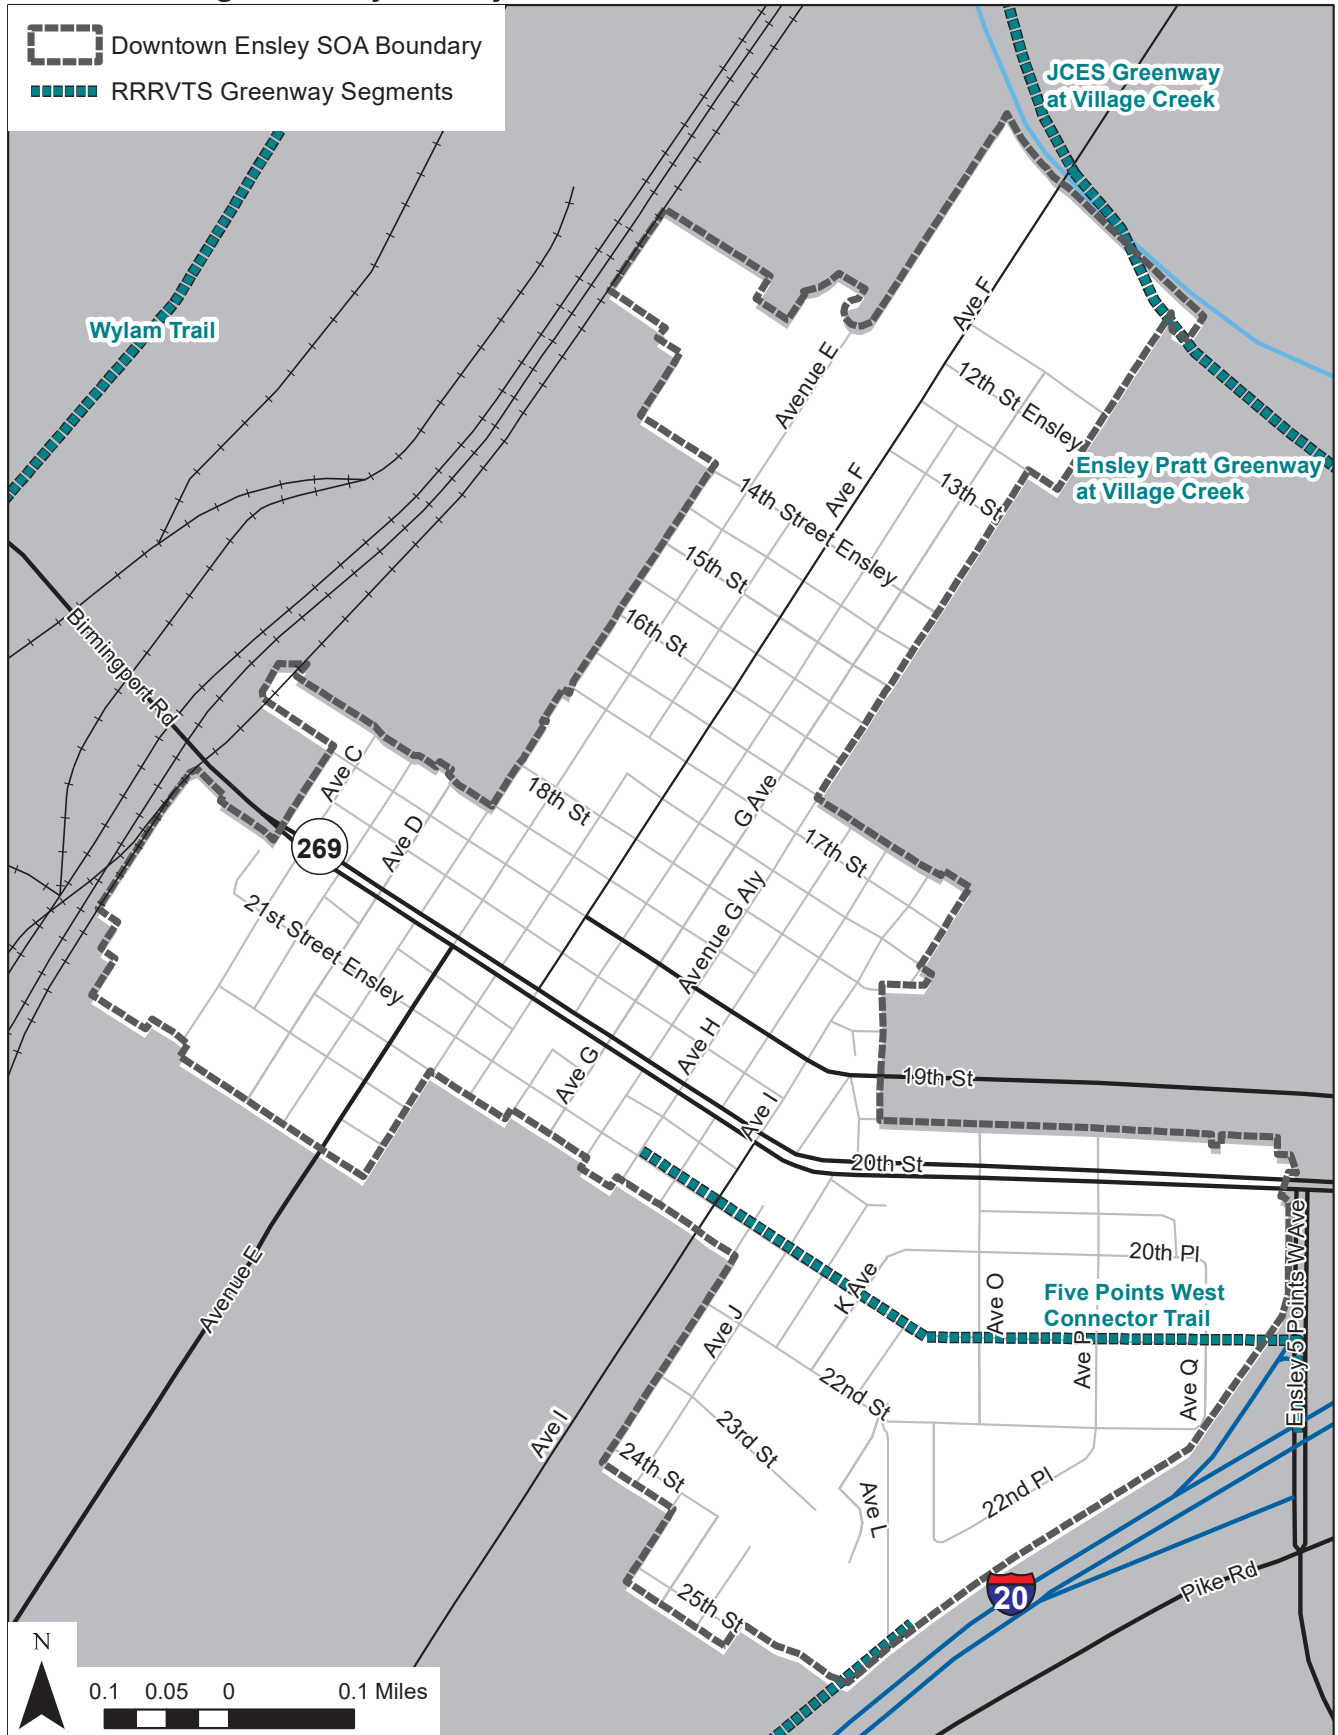 Downtown Ensley SOA Boundary
RRRVTS Greenway Segments
JCES Greenway
at Village Creek
Wylam Trail
Ave F
Avenue E
12th St Ensley
Ensley Pratt Greenway
at Village Creek
Ave F
13th St
14th Street Ensley
15th St
16th St
Birmingport Rd
Ave C
18th St
G Ave
Ave D
17th St
269
Avenue G Aly
21st Street Ensley
Ave H
Ave G
19th St
Ave I
20th St
Ensley 5 Points W Ave
20th Pl
Avenue E
K Ave
Ave O
Five Points West
Connector Trail
Ave J
Ave P
Ave Q
22nd St
Ave I
23rd St
24th St
Ave L
22nd Pl
20
Pike Rd
25th St
N
0.1 0.05 0 0.1 Miles